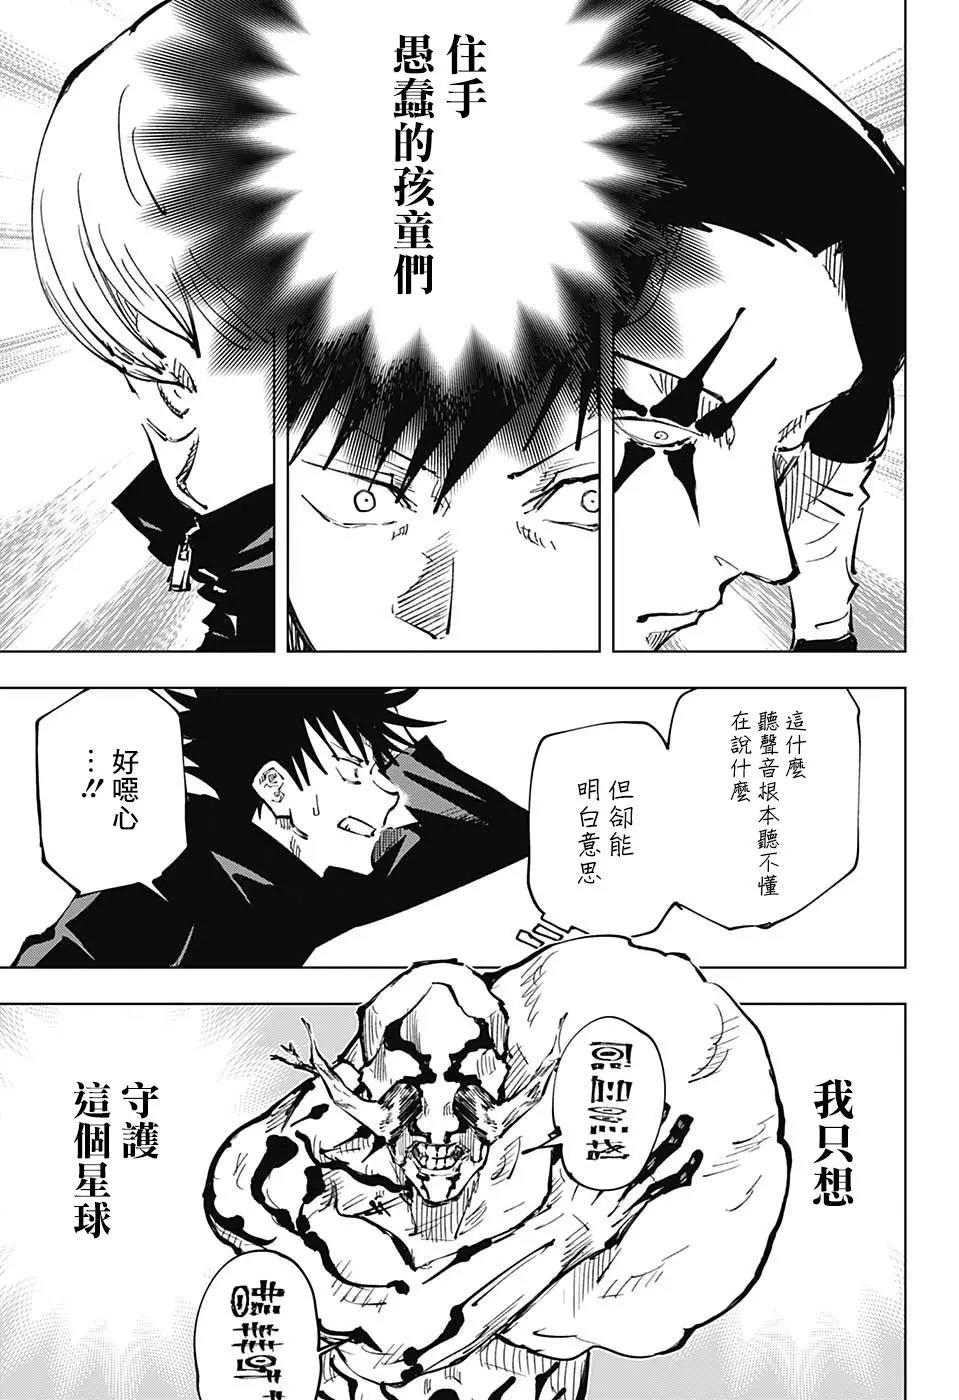 住手
愚蠢的孩童們
這什麼
聽聲音根本聽不懂
在說什麼
但卻能
明白意思
好噁心
…!!
我只想
守護
這個星球